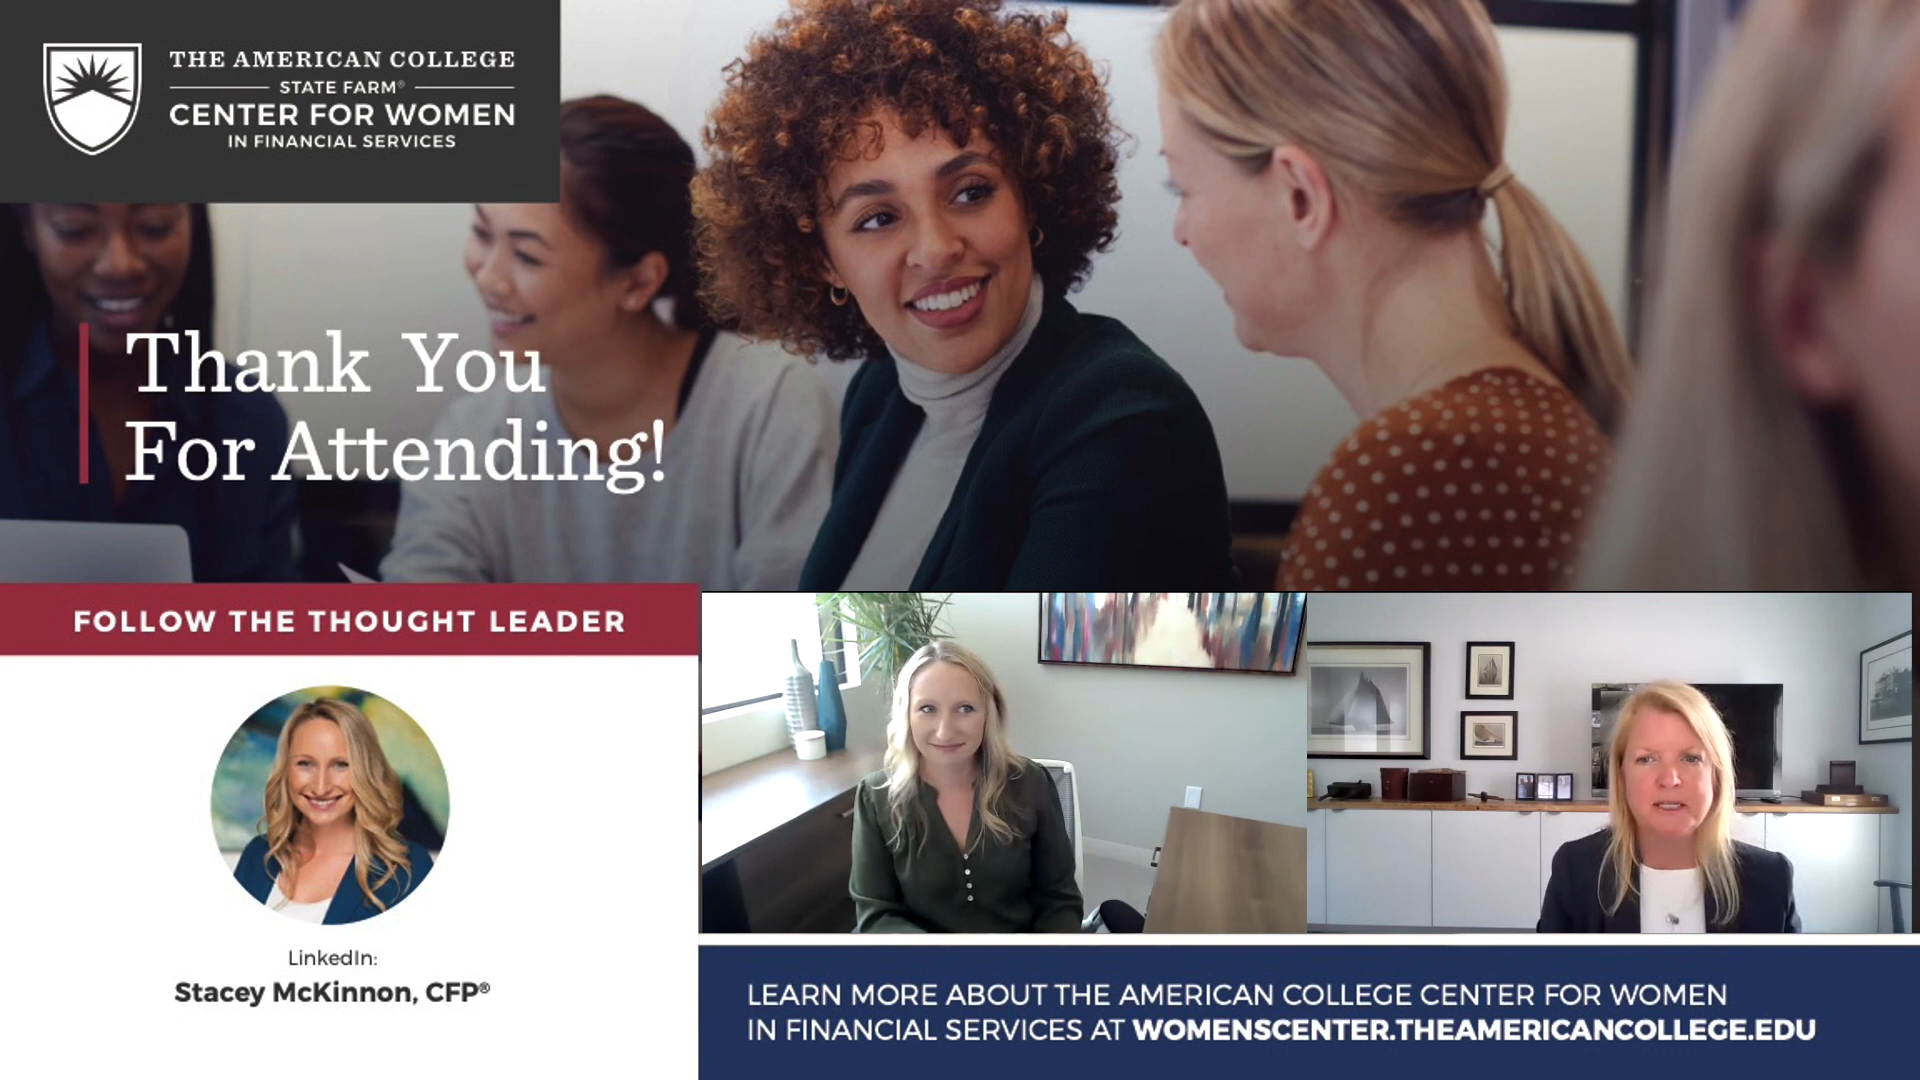 THE AMERICAN COLLEGE
STATE FARM®
CENTER FOR WOMEN
IN FINANCIAL SERVICES
Thank You
For Attending!
FOLLOW THE THOUGHT LEADER
LinkedIn:
Stacey McKinnon, CFP®
LEARN MORE ABOUT THE AMERICAN COLLEGE CENTER FOR WOMEN
IN FINANCIAL SERVICES AT WOMENSCENTER.THEAMERICANCOLLEGE.EDU